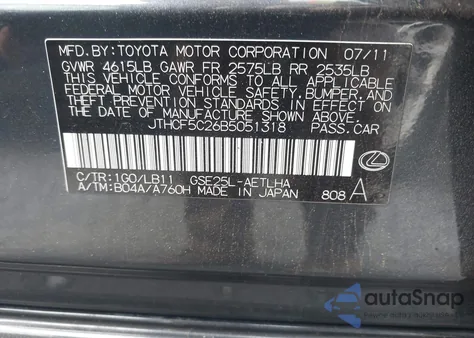 MFD.BY:TOYOTA MOTOR CORPORATION 07/11
GVWR 4615LB GAWR FR 2575LB RR 2535LB
THIS VEHICLE CONFORMS TO ALL APPLICABLE
FEDERAL MOTOR VEHICLE SAFETY,BUMPER,AND
THEFT PREVENTION STANDARDS IN EFFECT ON
THE DATE OF MANUFACTURE SHOWN ABOVE.
JTHCF5C26B5051318 PASS.CAR
C/TR:1G0/LB11 GSE25L-AETLHA
A/TM:B04A/A760H MADE IN JAPAN 808 A
autoSnap